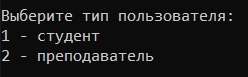 Выберите тип пользователя:
1 - студент
2 - преподаватель